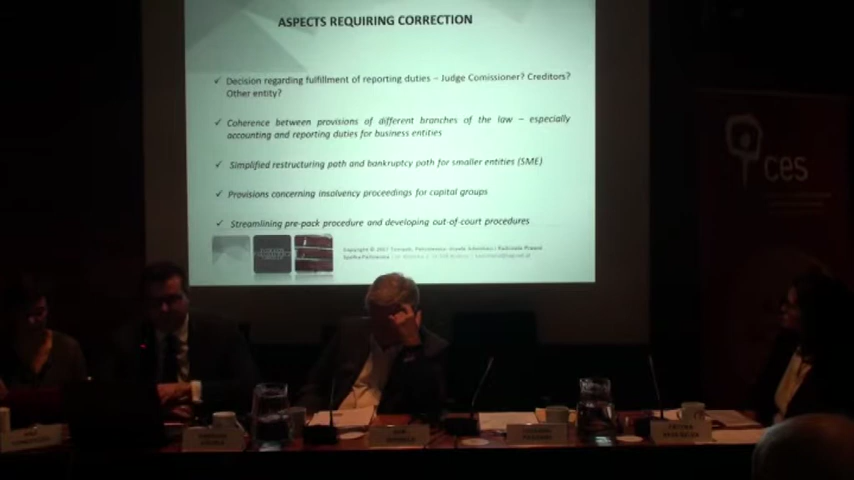 ASPECTS REQUIRING CORRECTION
✓ Decision regarding fulfillment of reporting duties – Judge Comissioner? Creditors?
Other entity?
✓ Coherence between provisions of different branches of the law – especially
accounting and reporting duties for business entities
✓ Simplified restructuring path and bankruptcy path for smaller entities (SME)
✓ Provisions concerning insolvency proceedings for capital groups
✓ Streamlining pre-pack procedure and developing out-of-court procedures
Copyright © 2017
ces